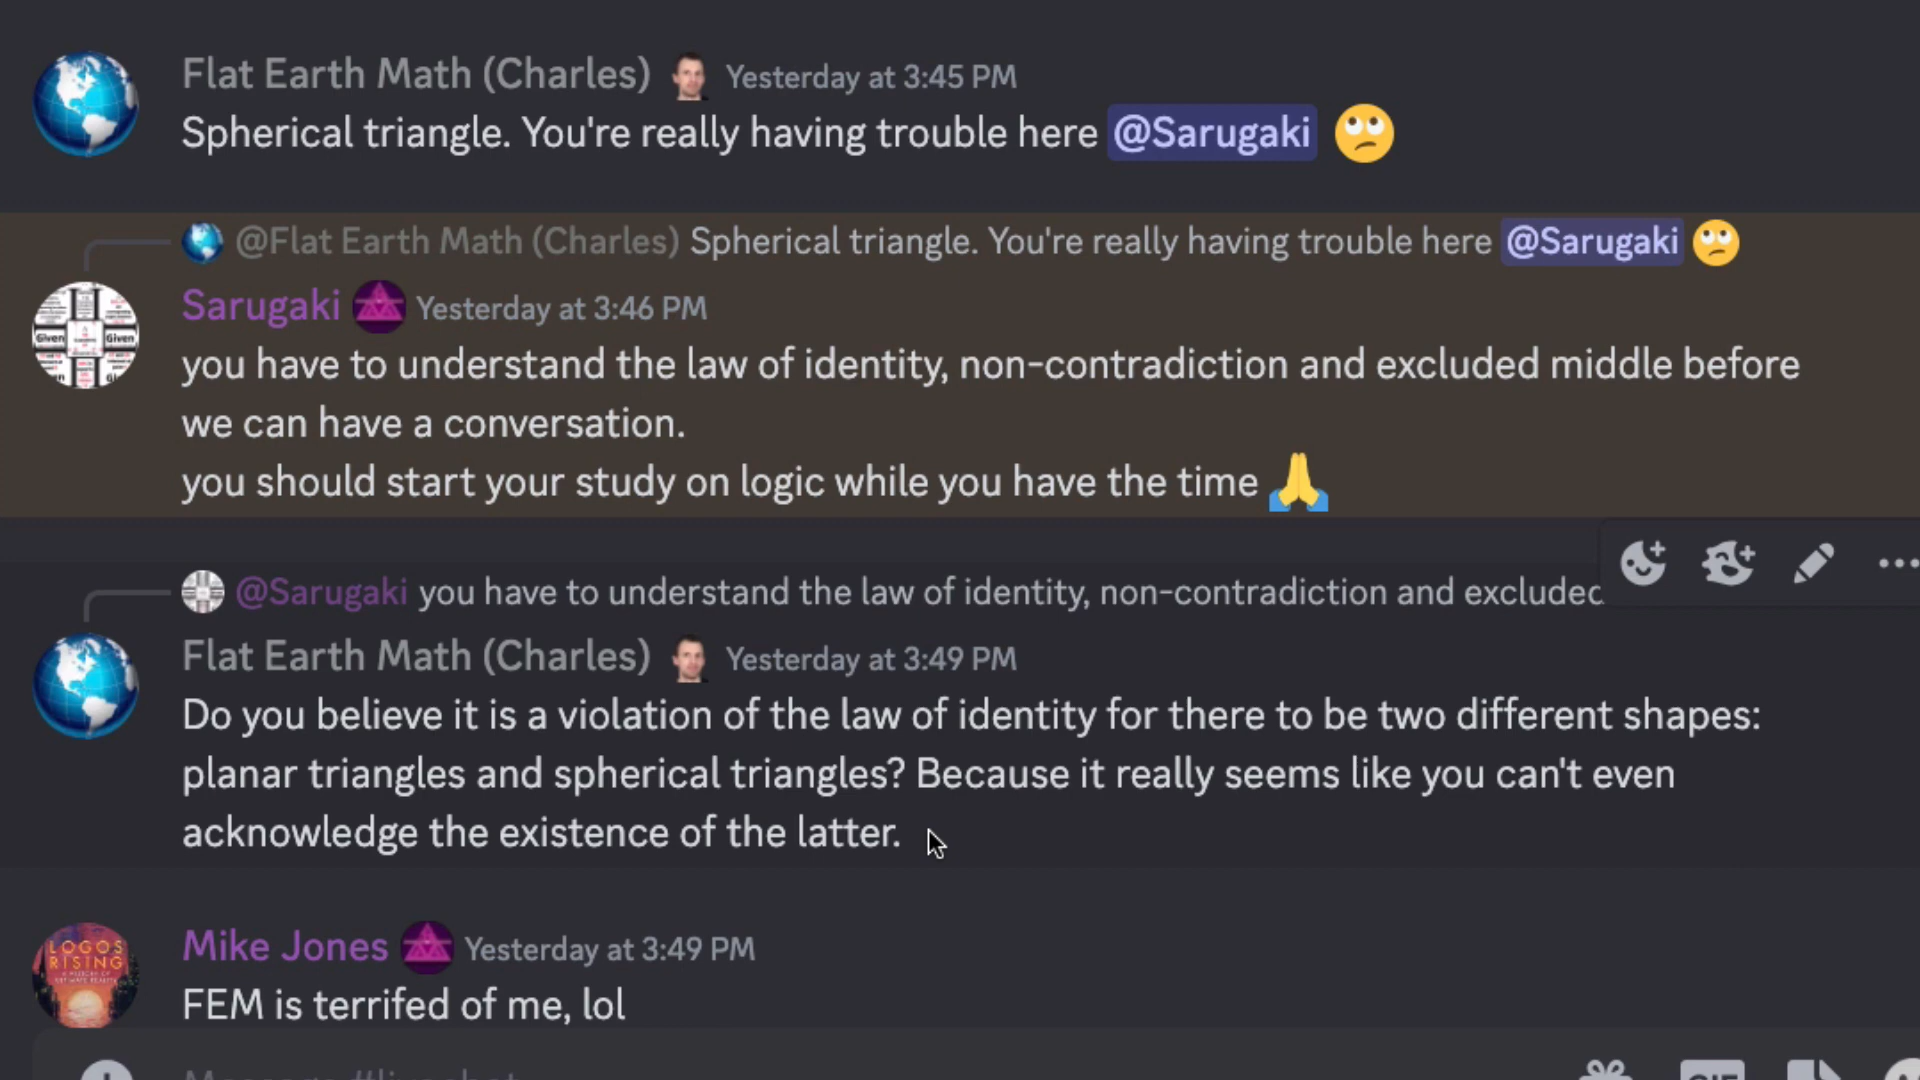 Flat Earth Math (Charles) Yesterday at 3:45 PM
Spherical triangle. You're really having trouble here @Sarugaki 🙄
@Flat Earth Math (Charles) Spherical triangle. You're really having trouble here @Sarugaki 🙄
Sarugaki Yesterday at 3:46 PM
you have to understand the law of identity, non-contradiction and excluded middle before
we can have a conversation.
you should start your study on logic while you have the time 🙏
@Sarugaki you have to understand the law of identity, non-contradiction and excluded
Flat Earth Math (Charles) Yesterday at 3:49 PM
Do you believe it is a violation of the law of identity for there to be two different shapes:
planar triangles and spherical triangles? Because it really seems like you can't even
acknowledge the existence of the latter.
LOGOS
RISING
Mike Jones Yesterday at 3:49 PM
FEM is terrifed of me, lol